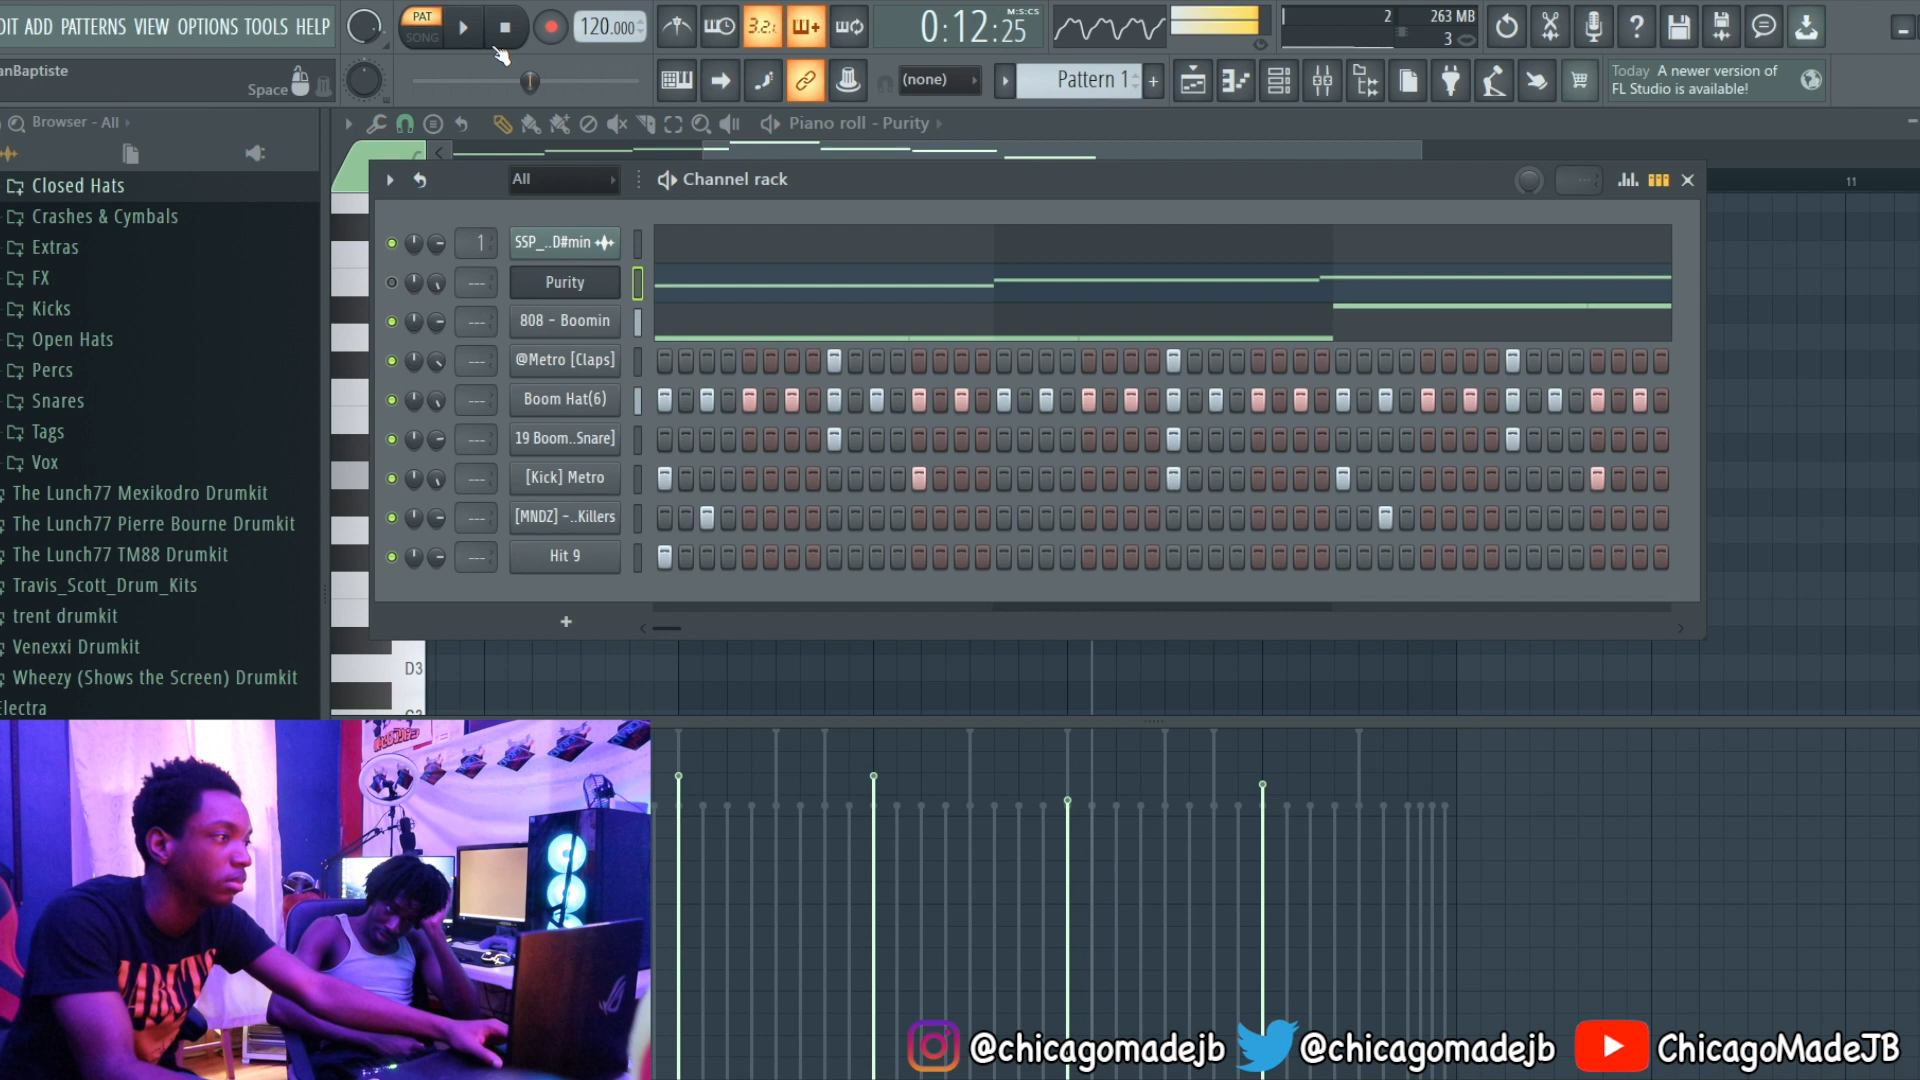 DIT ADD PATTERNS VIEW OPTIONS TOOLS HELP
PAT
SONG
120.000
3.2.
0:12:25
M:S:CS
2
263 MB
3
anBaptiste
Space
(none)
Pattern 1
+
Today A newer version of
FL Studio is available!
Browser - All
Piano roll - Purity
Closed Hats
Crashes & Cymbals
Extras
FX
Kicks
Open Hats
Percs
Snares
Tags
Vox
The Lunch77 Mexikodro Drumkit
The Lunch77 Pierre Bourne Drumkit
The Lunch77 TM88 Drumkit
Travis_Scott_Drum_Kits
trent drumkit
Venexxi Drumkit
Wheezy (Shows the Screen) Drumkit
Electra
All
Channel rack
11
1
SSP_..D#min
---
Purity
---
808 - Boomin
---
@Metro [Claps]
---
Boom Hat(6)
---
19 Boom..Snare]
---
[Kick] Metro
---
[MNDZ] -..Killers
---
Hit 9
+
D3
@chicagomadejb
@chicagomadejb
ChicagoMadeJB